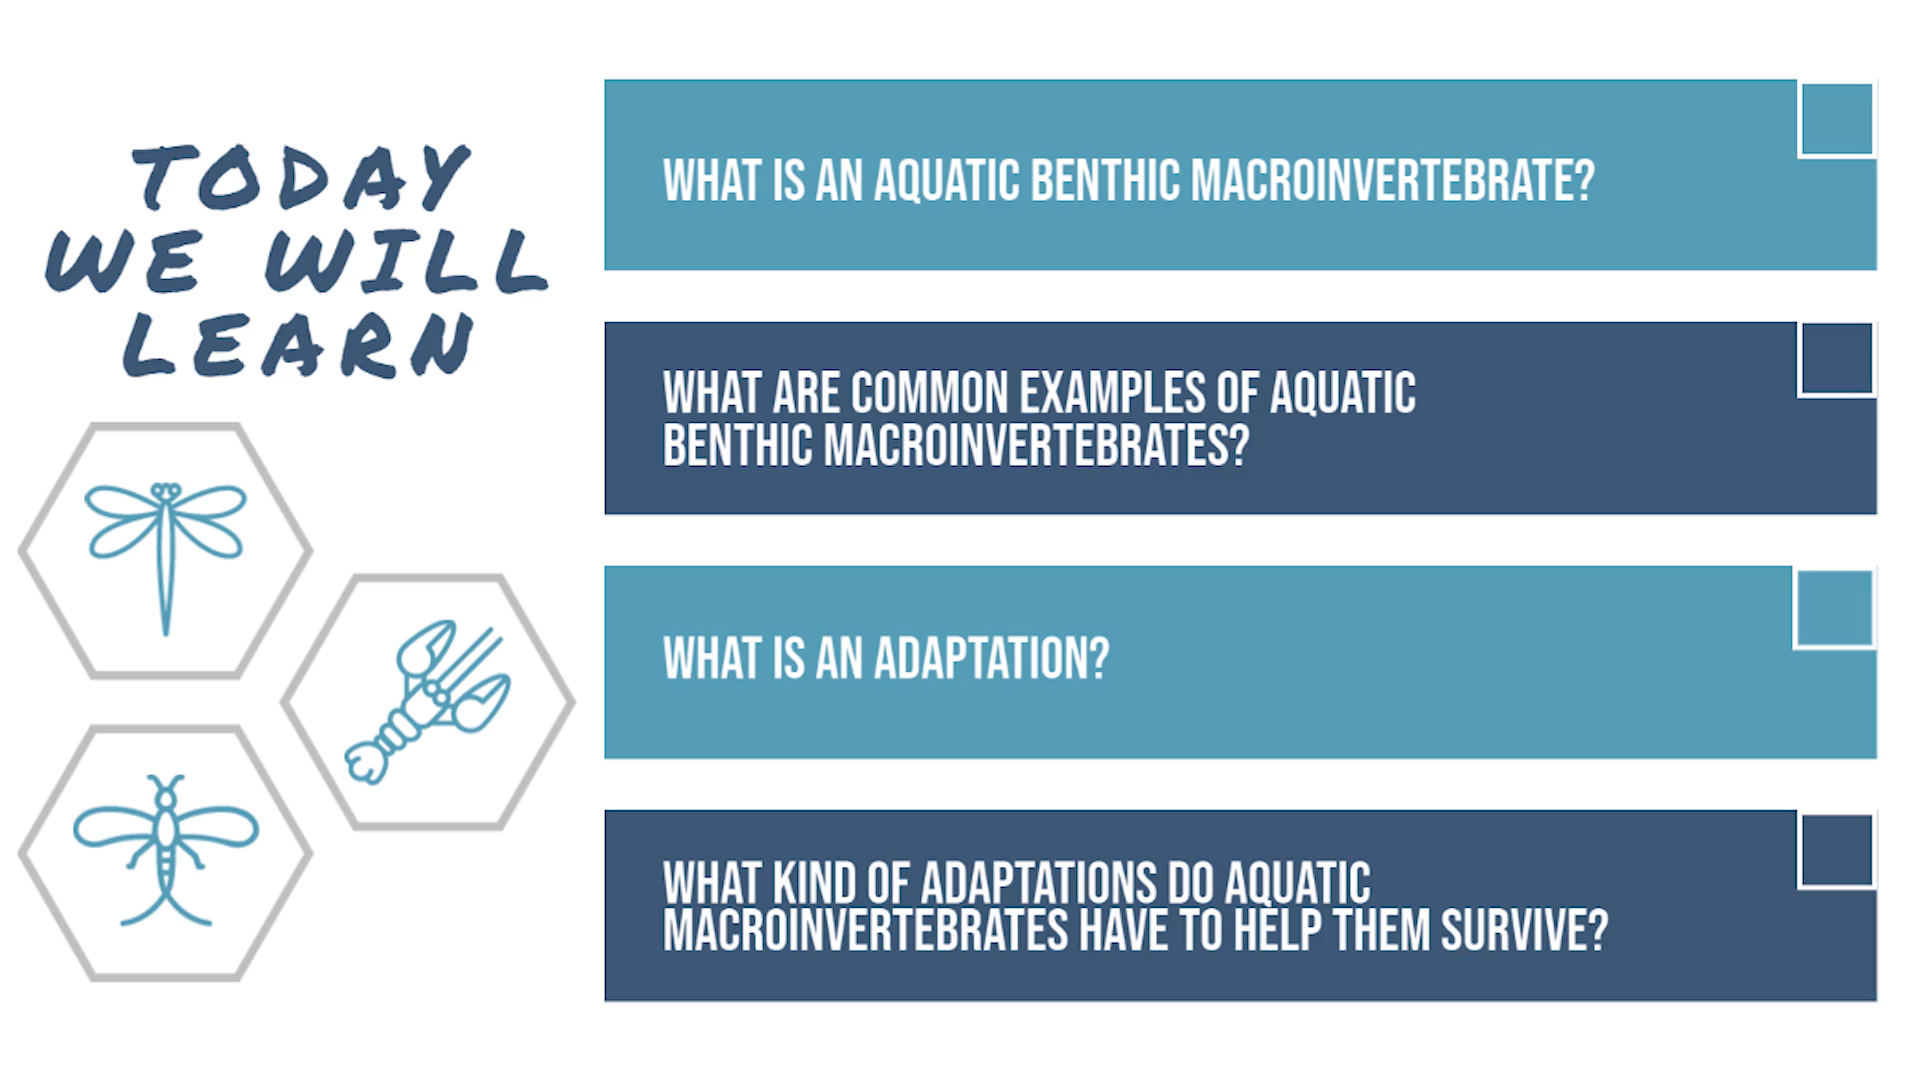 TODAY
WE WILL
LEARN
WHAT IS AN AQUATIC BENTHIC MACROINVERTEBRATE?
WHAT ARE COMMON EXAMPLES OF AQUATIC
BENTHIC MACROINVERTEBRATES?
WHAT IS AN ADAPTATION?
WHAT KIND OF ADAPTATIONS DO AQUATIC
MACROINVERTEBRATES HAVE TO HELP THEM SURVIVE?